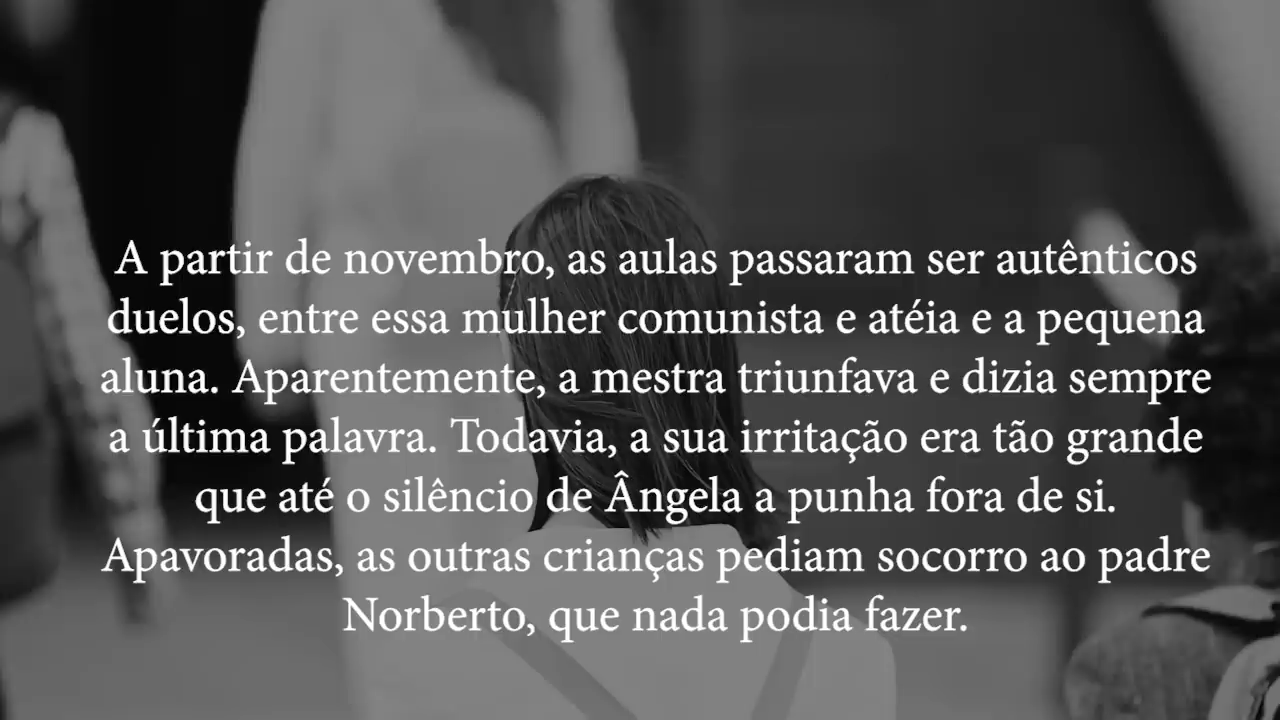 A partir de novembro, as aulas passaram ser autênticos
duelos, entre essa mulher comunista e atéia e a pequena
aluna. Aparentemente, a mestra triunfava e dizia sempre
a última palavra. Todavia, a sua irritação era tão grande
que até o silêncio de Ângela a punha fora de si.
Apavoradas, as outras crianças pediam socorro ao padre
Norberto, que nada podia fazer.